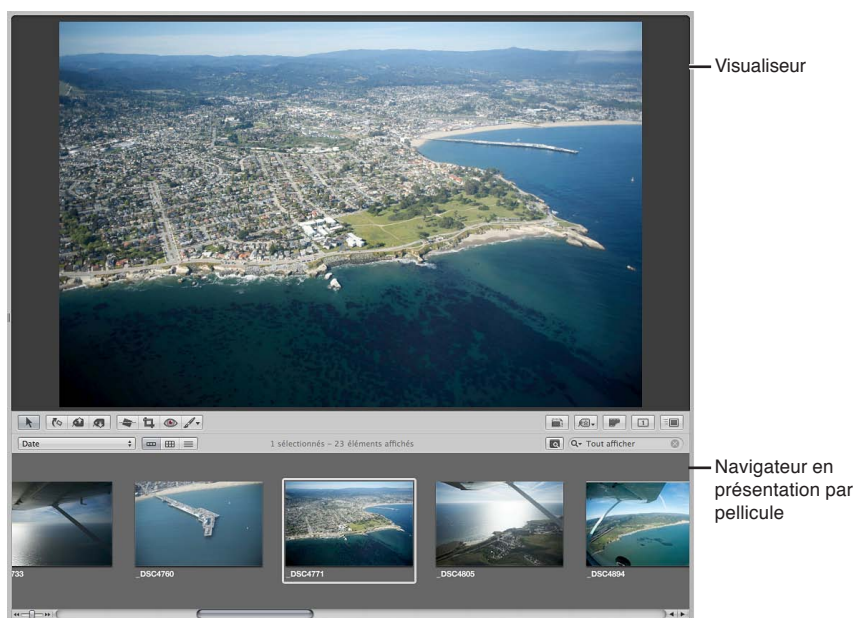 Visualiseur
Date
1 sélectionnés – 23 éléments affichés
Tout afficher
Navigateur en
présentation par
pellicule
733
_DSC4760
_DSC4771
_DSC4805
_DSC4894